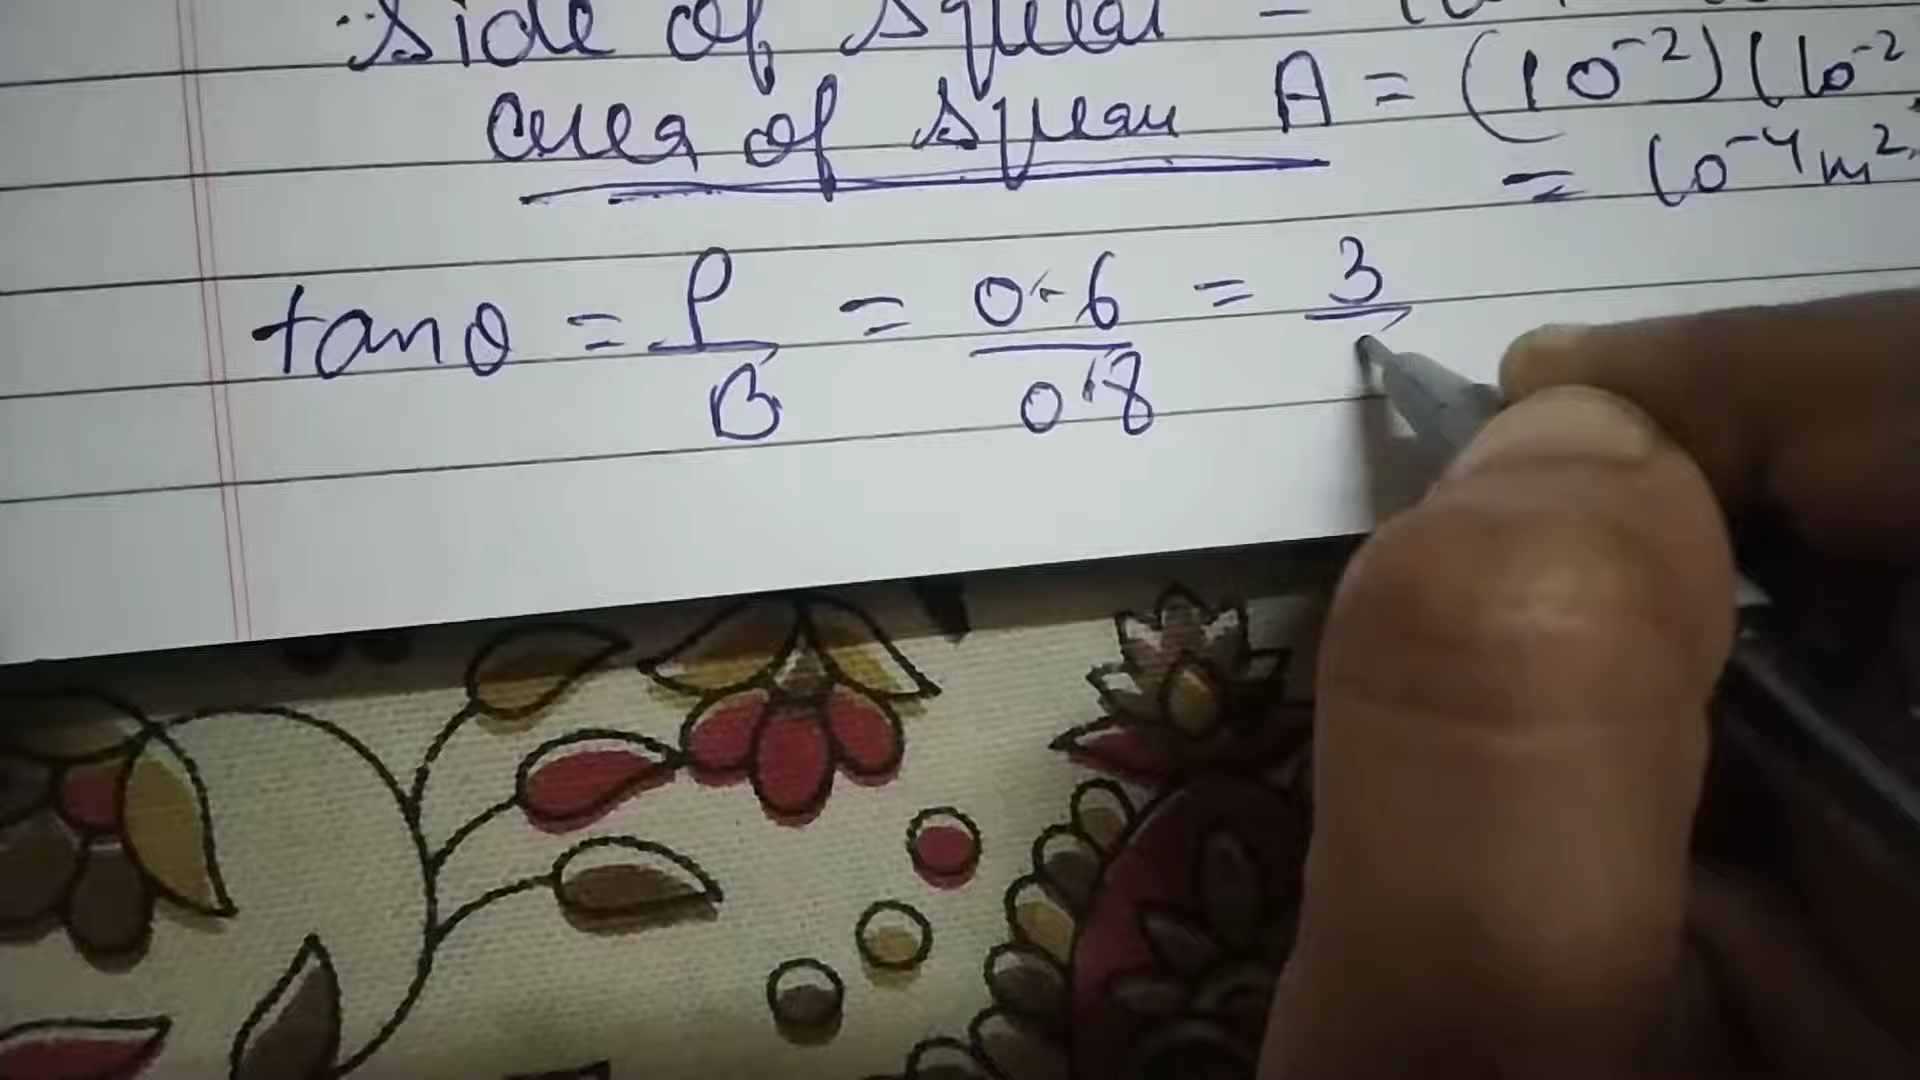 Side of square =
area of square A = (10⁻²)(10⁻²
= 10⁻⁴m²
tanθ = P/B = 0.6/0.8 = 3/